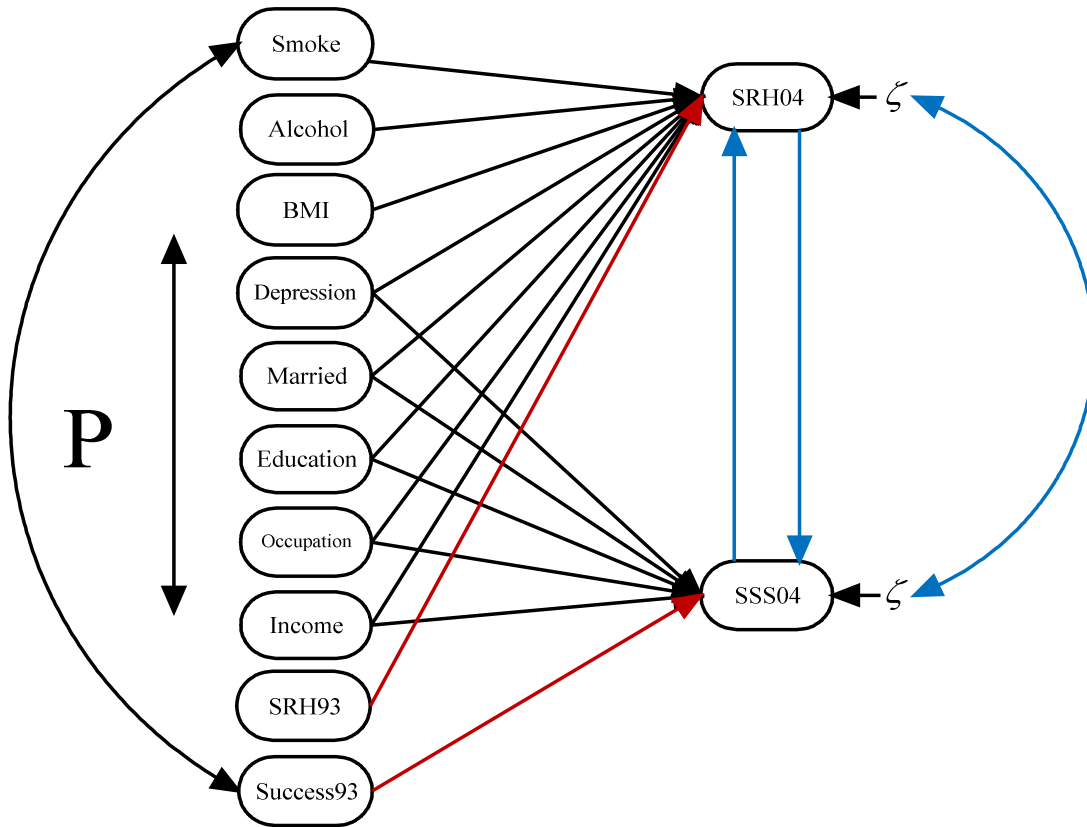 Smoke
Alcohol
BMI
Depression
Married
Education
Occupation
Income
SRH93
Success93
P
SRH04
ζ
SSS04
ζ